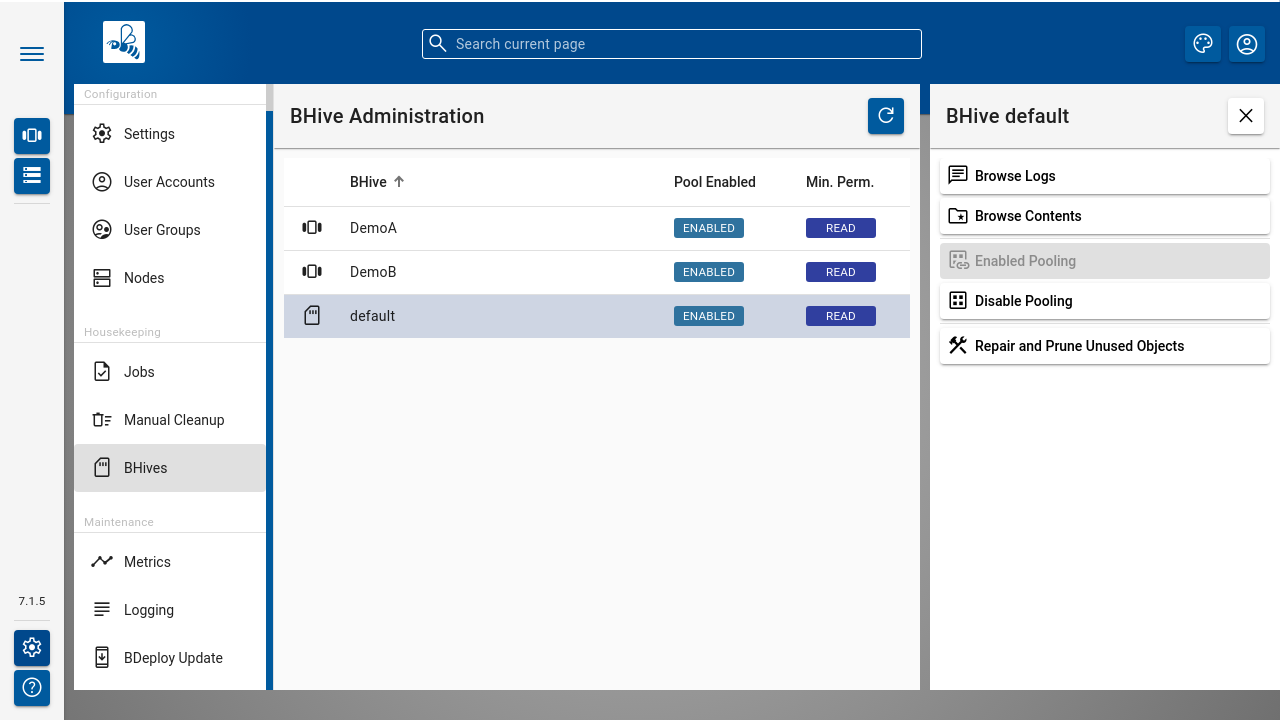 Search current page
Configuration
Settings
User Accounts
User Groups
Nodes
Housekeeping
Jobs
Manual Cleanup
BHives
Maintenance
Metrics
Logging
BDeploy Update
7.1.5
BHive Administration
BHive Pool Enabled Min. Perm.
DemoA ENABLED READ
DemoB ENABLED READ
default ENABLED READ
BHive default
Browse Logs
Browse Contents
Enabled Pooling
Disable Pooling
Repair and Prune Unused Objects